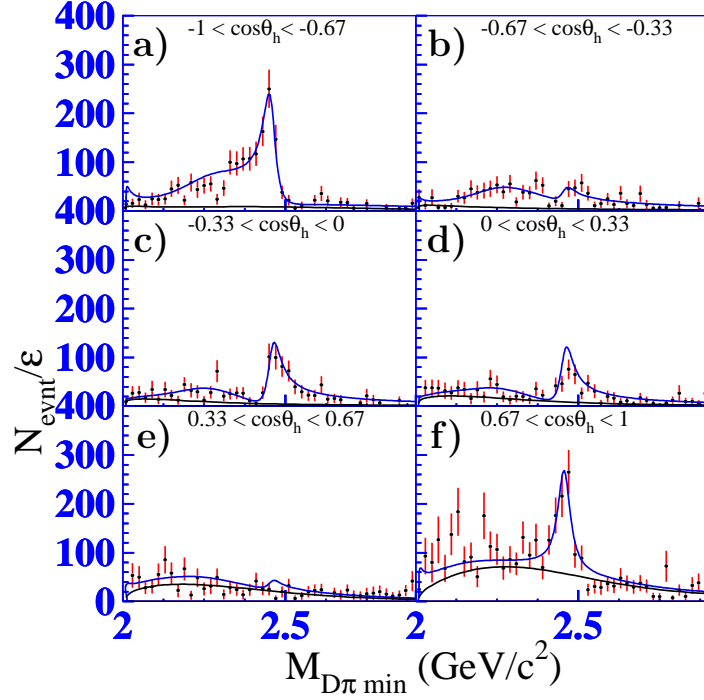 400
a)
-1 < cosθh < -0.67
b)
-0.67 < cosθh < -0.33
300
200
100
400
c)
-0.33 < cosθh < 0
d)
0 < cosθh < 0.33
300
200
100
400
e)
0.33 < cosθh < 0.67
f)
0.67 < cosθh < 1
300
200
100
0
2
2.5
2
2.5
Nevnt/ε
MDπ min (GeV/c²)